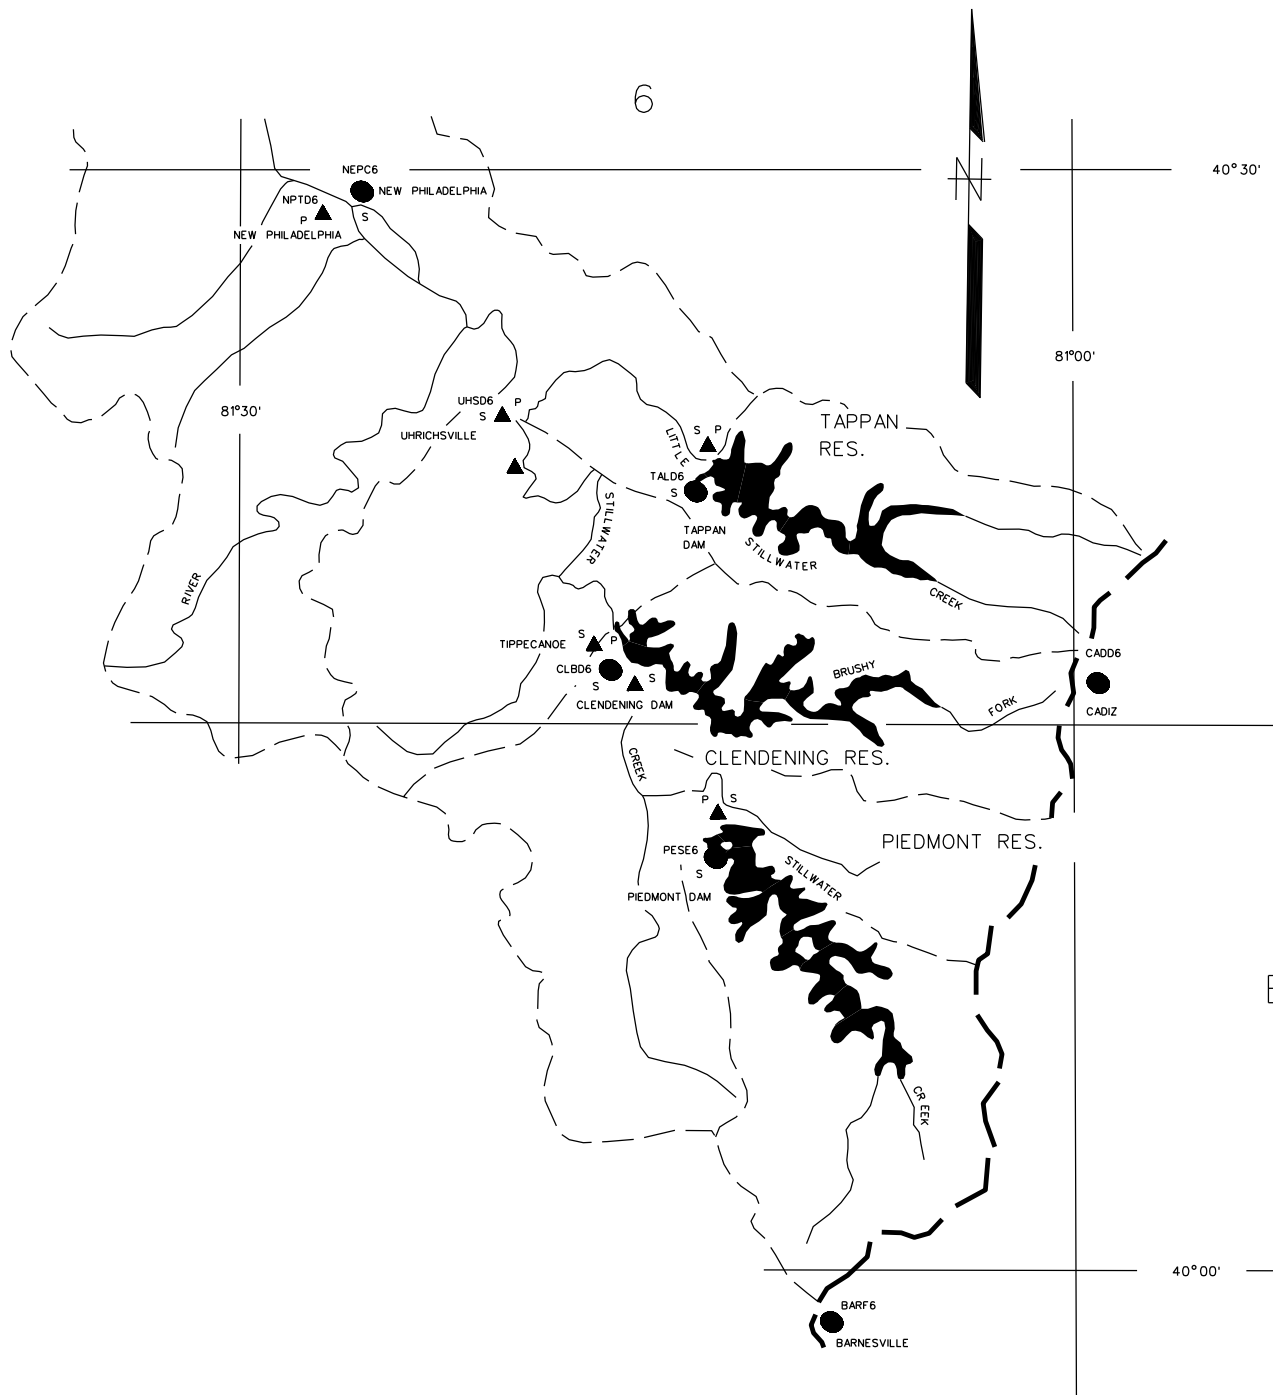 6
NEPC6
NEW PHILADELPHIA
NPTD6
P
S
NEW PHILADELPHIA
40°30'
81°00'
81°30'
UHSD6
P
S
UHRICHSVILLE
TAPPAN
RES.
S P
LITTLE
TALD6
S
TAPPAN
DAM
STILLWATER
STILLWATER
CREEK
RIVER
TIPPECANOE
S
P
CLBD6
S
S
CLENDENING DAM
BRUSHY
FORK
CADD6
CADIZ
CREEK
CLENDENING RES.
P S
PIEDMONT RES.
PESE6
S
STILLWATER
PIEDMONT DAM
CREEK
N
40°00'
BARF6
BARNESVILLE